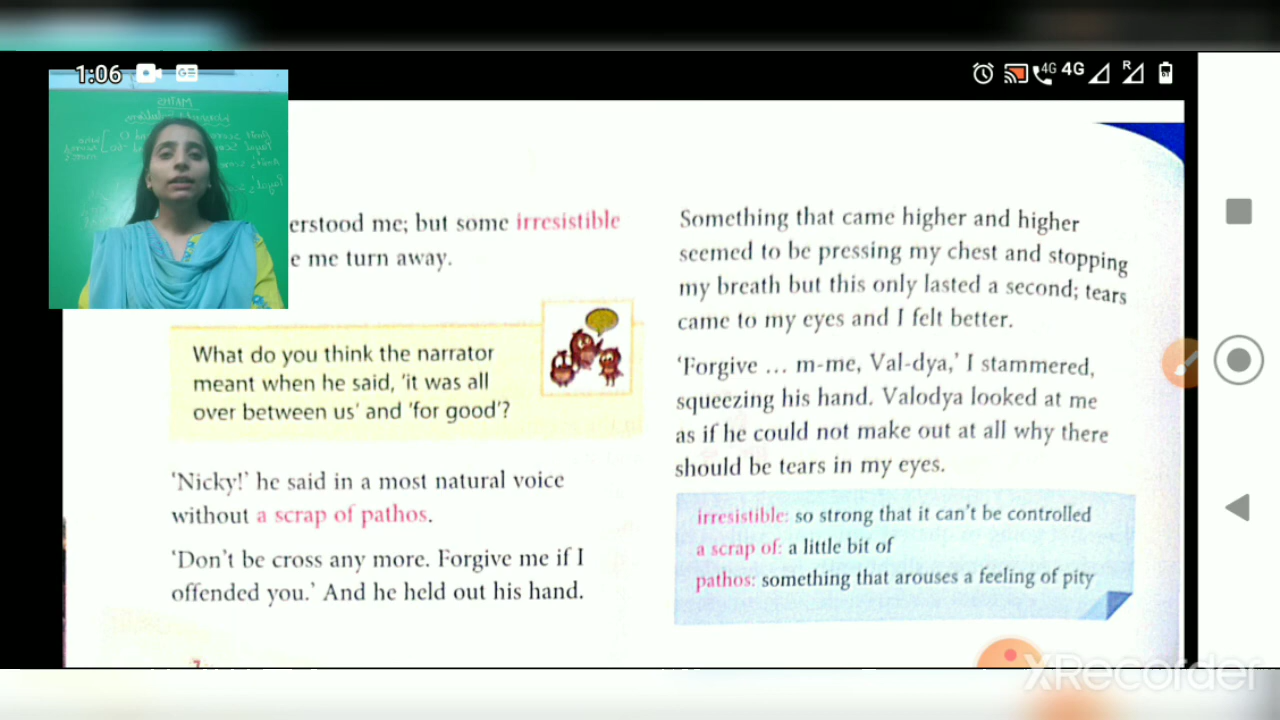 1:06
4G 4G R
MATHS
erstood me; but some irresistible
e me turn away.
What do you think the narrator
meant when he said, 'it was all
over between us' and 'for good'?
'Nicky!' he said in a most natural voice
without a scrap of pathos.
'Don't be cross any more. Forgive me if I
offended you.' And he held out his hand.
Something that came higher and higher
seemed to be pressing my chest and stopping
my breath but this only lasted a second; tears
came to my eyes and I felt better.
'Forgive ... m-me, Val-dya,' I stammered,
squeezing his hand. Valodya looked at me
as if he could not make out at all why there
should be tears in my eyes.
irresistible: so strong that it can't be controlled
a scrap of: a little bit of
pathos: something that arouses a feeling of pity
XRecorder